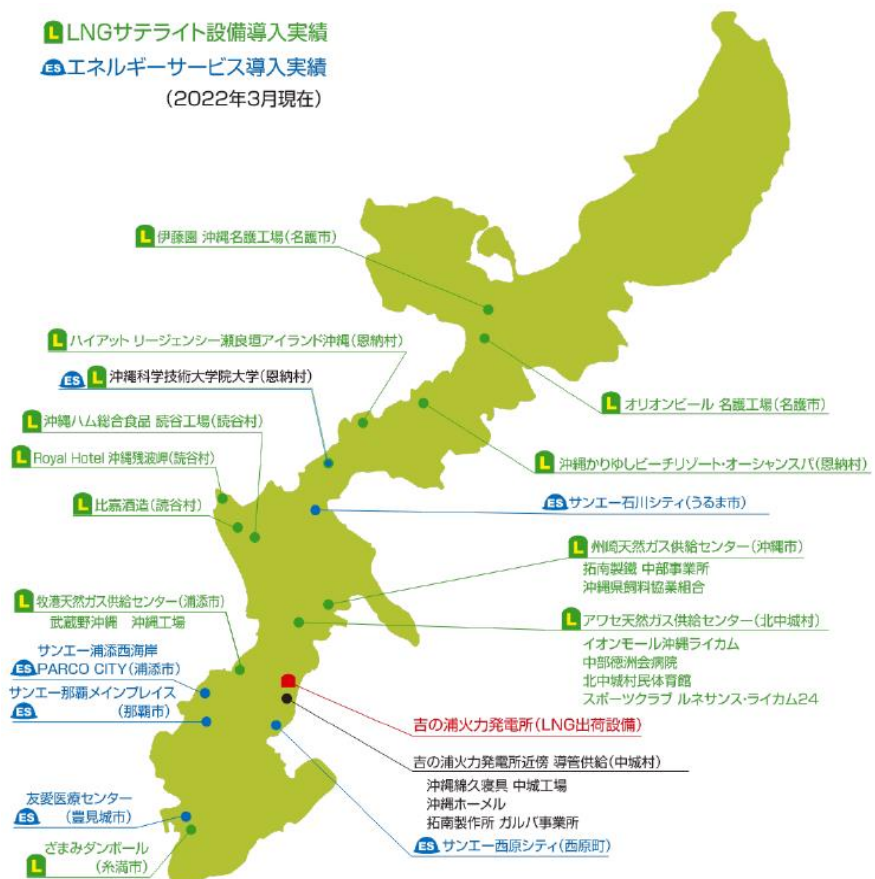 L LNGサテライト設備導入実績
ES エネルギーサービス導入実績
(2022年3月現在)
L 伊藤園 沖縄名護工場(名護市)
L ハイアット リージェンシー瀬良垣アイランド沖縄(恩納村)
ES L 沖縄科学技術大学院大学(恩納村)
L オリオンビール 名護工場(名護市)
L 沖縄ハム総合食品 読谷工場(読谷村)
L Royal Hotel 沖縄残波岬(読谷村)
L 沖縄かりゆしビーチリゾート・オーシャンスパ(恩納村)
L 比嘉酒造(読谷村)
ES サンエー石川シティ(うるま市)
L 州崎天然ガス供給センター(沖縄市)
拓南製鐵 中部事業所
沖縄県飼料協業組合
L 牧港天然ガス供給センター(浦添市)
武蔵野沖縄 沖縄工場
L アワセ天然ガス供給センター(北中城村)
イオンモール沖縄ライカム
中部徳洲会病院
北中城村民体育館
スポーツクラブ ルネサンス・ライカム24
サンエー浦添西海岸
ES PARCO CITY(浦添市)
サンエー那覇メインプレイス
ES (那覇市)
吉の浦火力発電所(LNG出荷設備)
吉の浦火力発電所近傍 導管供給(中城村)
沖縄綿久寝具 中城工場
沖縄ホーメル
拓南製作所 ガルバ事業所
友愛医療センター
ES (豊見城市)
ES サンエー西原シティ(西原町)
ざまみダンボール
L (糸満市)